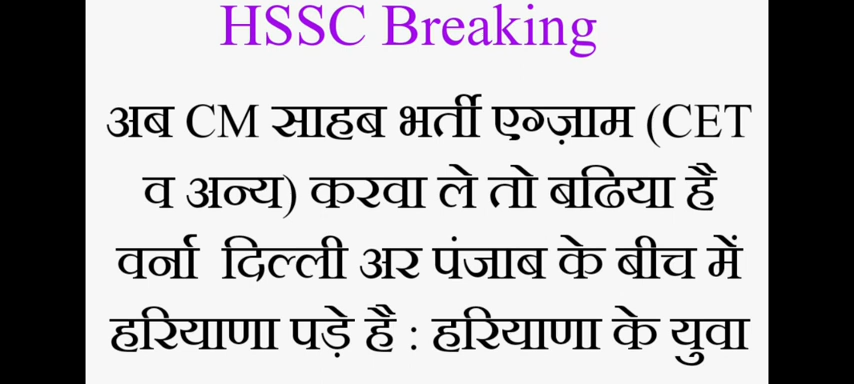 HSSC Breaking
अब CM साहब भर्ती एग्ज़ाम (CET
व अन्य) करवा ले तो बढिया है
वर्ना दिल्ली अर पंजाब के बीच में
हरियाणा पड़े है : हरियाणा के युवा